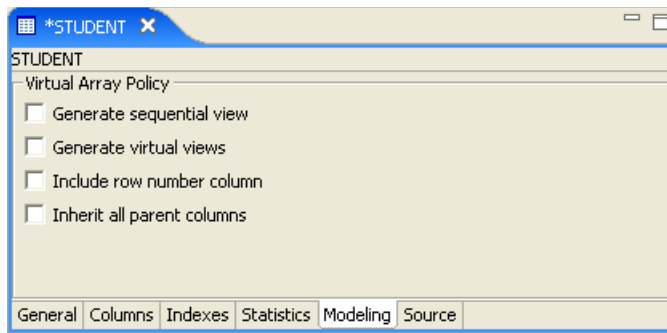 *STUDENT
STUDENT
Virtual Array Policy
Generate sequential view
Generate virtual views
Include row number column
Inherit all parent columns
General Columns Indexes Statistics Modeling Source